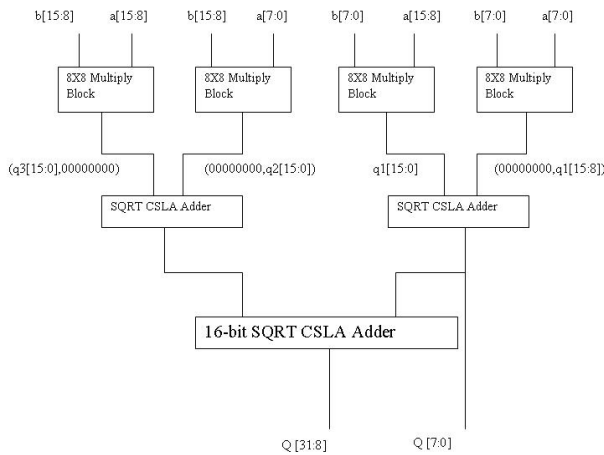 b[15:8] a[15:8] b[15:8] a[7:0] b[7:0] a[15:8] b[7:0] a[7:0]
8X8 Multiply
Block
8X8 Multiply
Block
8X8 Multiply
Block
8X8 Multiply
Block
(q3[15:0],00000000)
(00000000,q2[15:0])
q1[15:0]
(00000000,q1[15:8])
SQRT CSLA Adder
SQRT CSLA Adder
16-bit SQRT CSLA Adder
Q [31:8]
Q [7:0]